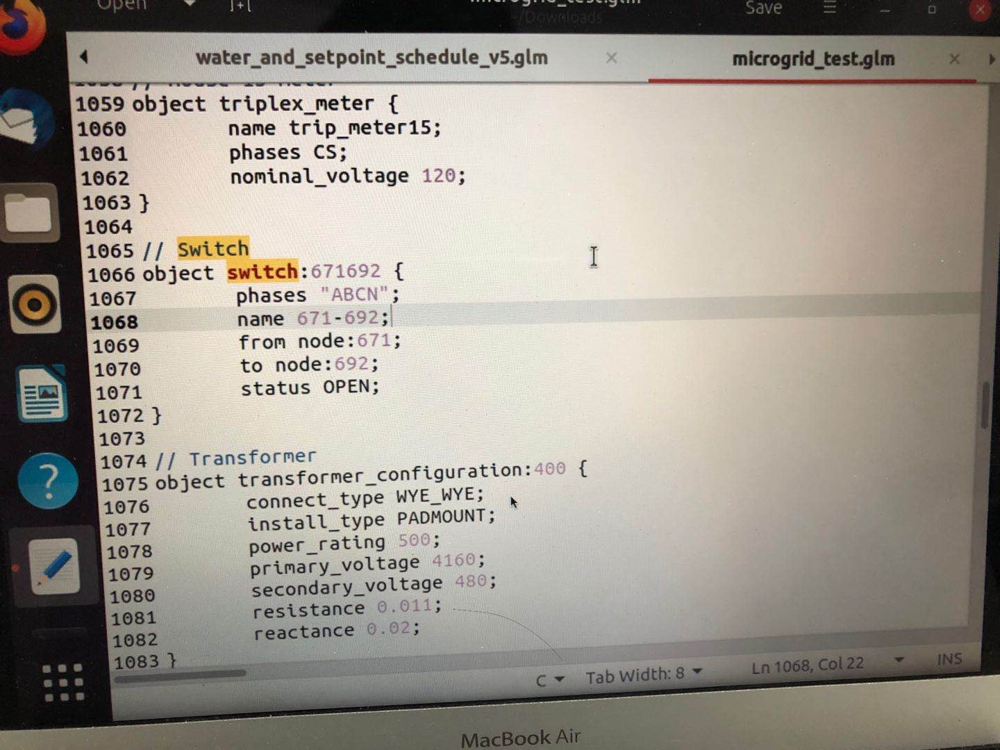 Open
Save
~/Downloads
water_and_setpoint_schedule_v5.glm
microgrid_test.glm
1059 object triplex_meter {
1060 name trip_meter15;
1061 phases CS;
1062 nominal_voltage 120;
1063 }
1064
1065 // Switch
1066 object switch:671692 {
1067 phases "ABCN";
1068 name 671-692;
1069 from node:671;
1070 to node:692;
1071 status OPEN;
1072 }
1073
1074 // Transformer
1075 object transformer_configuration:400 {
1076 connect_type WYE_WYE;
1077 install_type PADMOUNT;
1078 power_rating 500;
1079 primary_voltage 4160;
1080 secondary_voltage 480;
1081 resistance 0.011;
1082 reactance 0.02;
1083 }
C Tab Width: 8 Ln 1068, Col 22 INS
MacBook Air